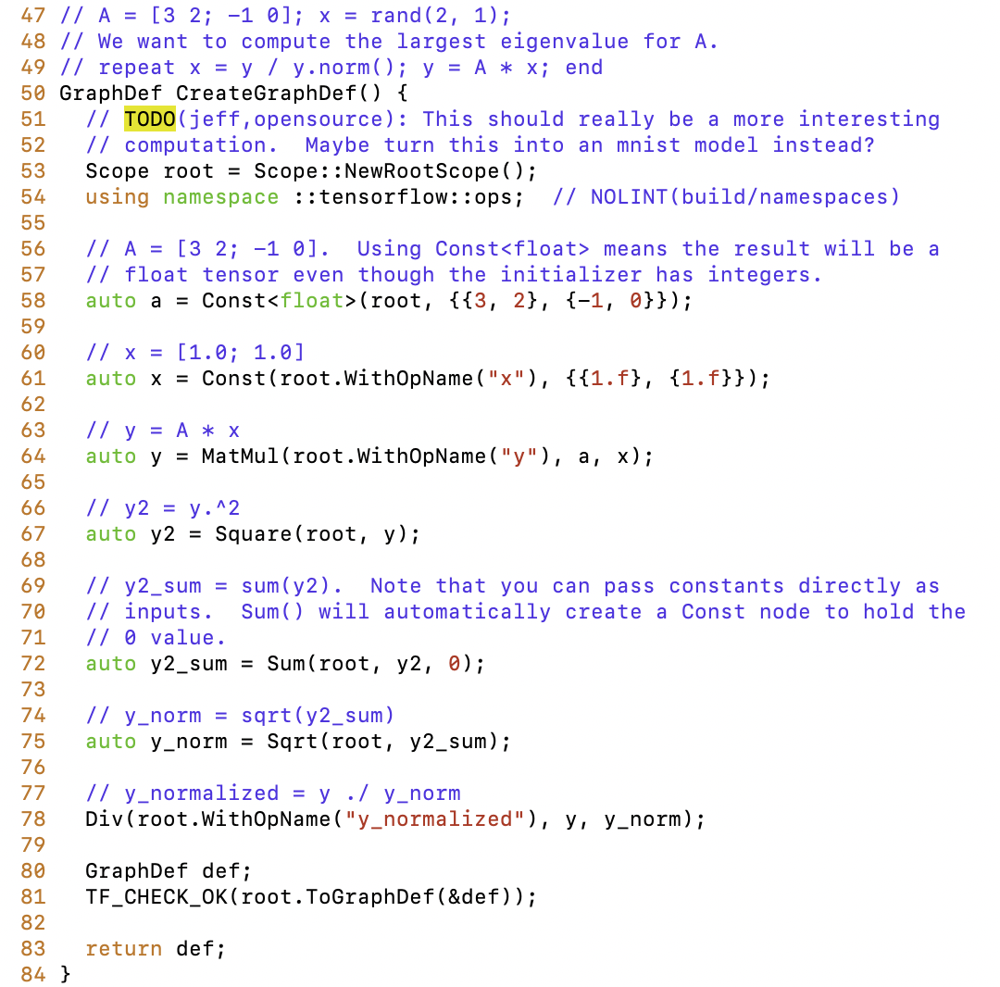 47 // A = [3 2; -1 0]; x = rand(2, 1);
48 // We want to compute the largest eigenvalue for A.
49 // repeat x = y / y.norm(); y = A * x; end
50 GraphDef CreateGraphDef() {
51   // TODO(jeff,opensource): This should really be a more interesting
52   // computation.  Maybe turn this into an mnist model instead?
53   Scope root = Scope::NewRootScope();
54   using namespace ::tensorflow::ops;  // NOLINT(build/namespaces)
55
56   // A = [3 2; -1 0].  Using Const<float> means the result will be a
57   // float tensor even though the initializer has integers.
58   auto a = Const<float>(root, {{3, 2}, {-1, 0}});
59
60   // x = [1.0; 1.0]
61   auto x = Const(root.WithOpName("x"), {{1.f}, {1.f}});
62
63   // y = A * x
64   auto y = MatMul(root.WithOpName("y"), a, x);
65
66   // y2 = y.^2
67   auto y2 = Square(root, y);
68
69   // y2_sum = sum(y2).  Note that you can pass constants directly as
70   // inputs.  Sum() will automatically create a Const node to hold the
71   // 0 value.
72   auto y2_sum = Sum(root, y2, 0);
73
74   // y_norm = sqrt(y2_sum)
75   auto y_norm = Sqrt(root, y2_sum);
76
77   // y_normalized = y ./ y_norm
78   Div(root.WithOpName("y_normalized"), y, y_norm);
79
80   GraphDef def;
81   TF_CHECK_OK(root.ToGraphDef(&def));
82
83   return def;
84 }